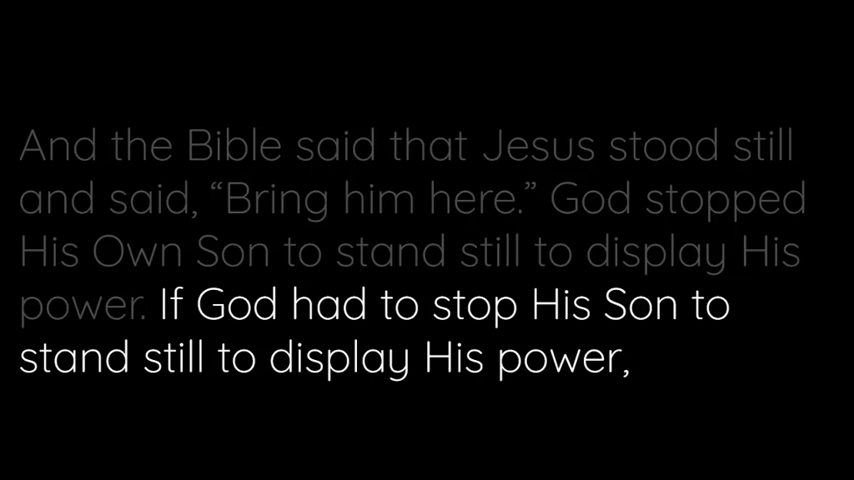 And the Bible said that Jesus stood still
and said, “Bring him here.” God stopped
His Own Son to stand still to display His
power. If God had to stop His Son to
stand still to display His power,